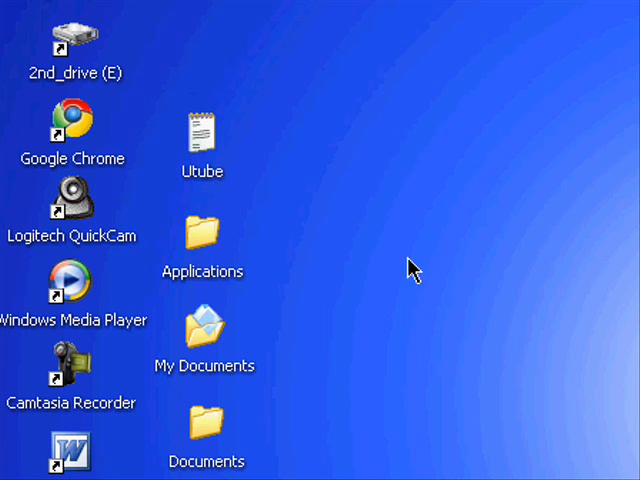 2nd_drive (E)
Google Chrome
Logitech QuickCam
Windows Media Player
Camtasia Recorder
W
Utube
Applications
My Documents
Documents